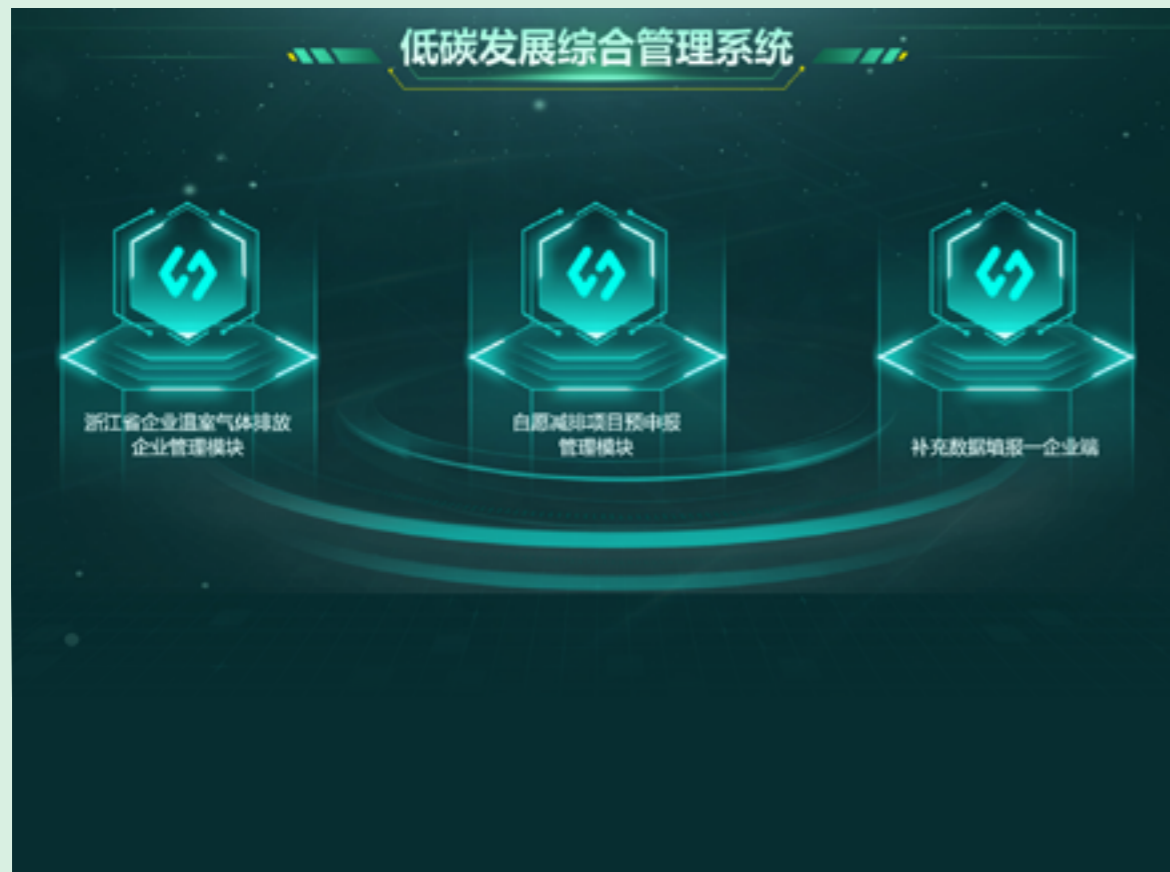 低碳发展综合管理系统
浙江省企业温室气体排放
企业管理模块
自愿减排项目预申报
管理模块
补充数据填报—企业端